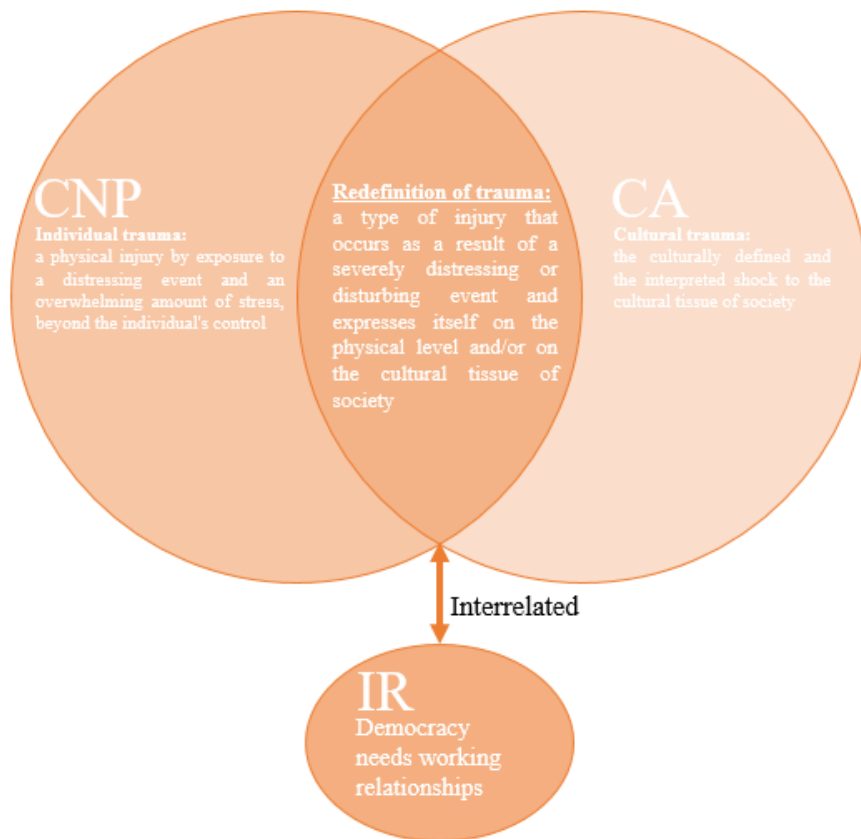 CNP
Individual trauma:
a physical injury by exposure to
a distressing event and an
overwhelming amount of stress,
beyond the individual's control
Redefinition of trauma:
a type of injury that
occurs as a result of a
severely distressing or
disturbing event and
expresses itself on the
physical level and/or on
the cultural tissue of
society
CA
Cultural trauma:
the culturally defined and
the interpreted shock to the
cultural tissue of society
Interrelated
IR
Democracy
needs working
relationships